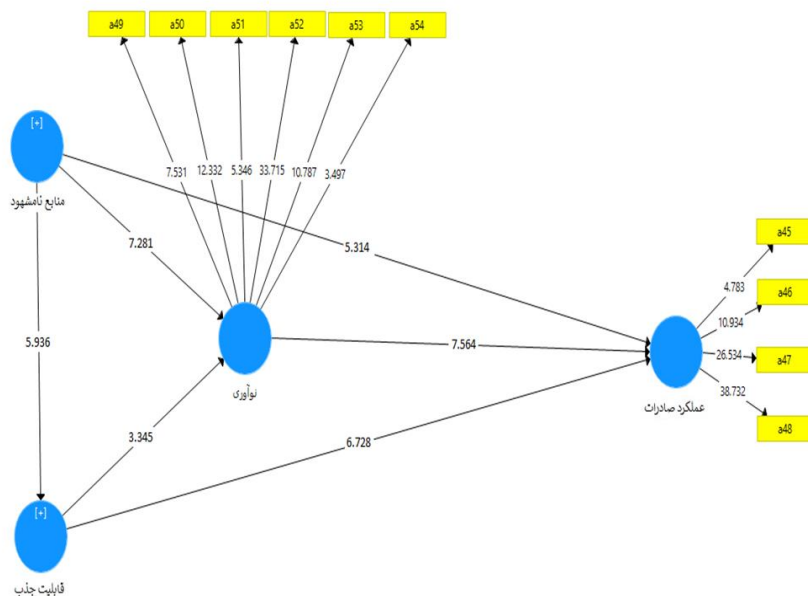 a49 a50 a51 a52 a53 a54
[+]
منابع نامشهود
7.531 12.332 5.346 33.715 10.787 3.497
a45
7.281
5.314
4.783
a46
10.934
5.936
7.564
26.534
a47
نوآوری
عملکرد صادرات
38.732
a48
3.345
6.728
[+]
قابلیت جذب